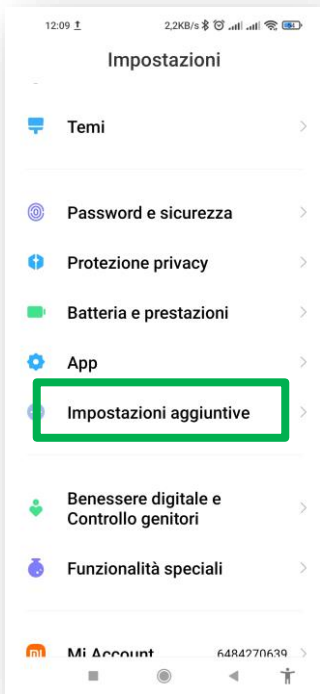 12:09 2,2KB/s
Impostazioni
Temi
Password e sicurezza
Protezione privacy
Batteria e prestazioni
App
Impostazioni aggiuntive
Benessere digitale e
Controllo genitori
Funzionalità speciali
Mi Account 6484270639